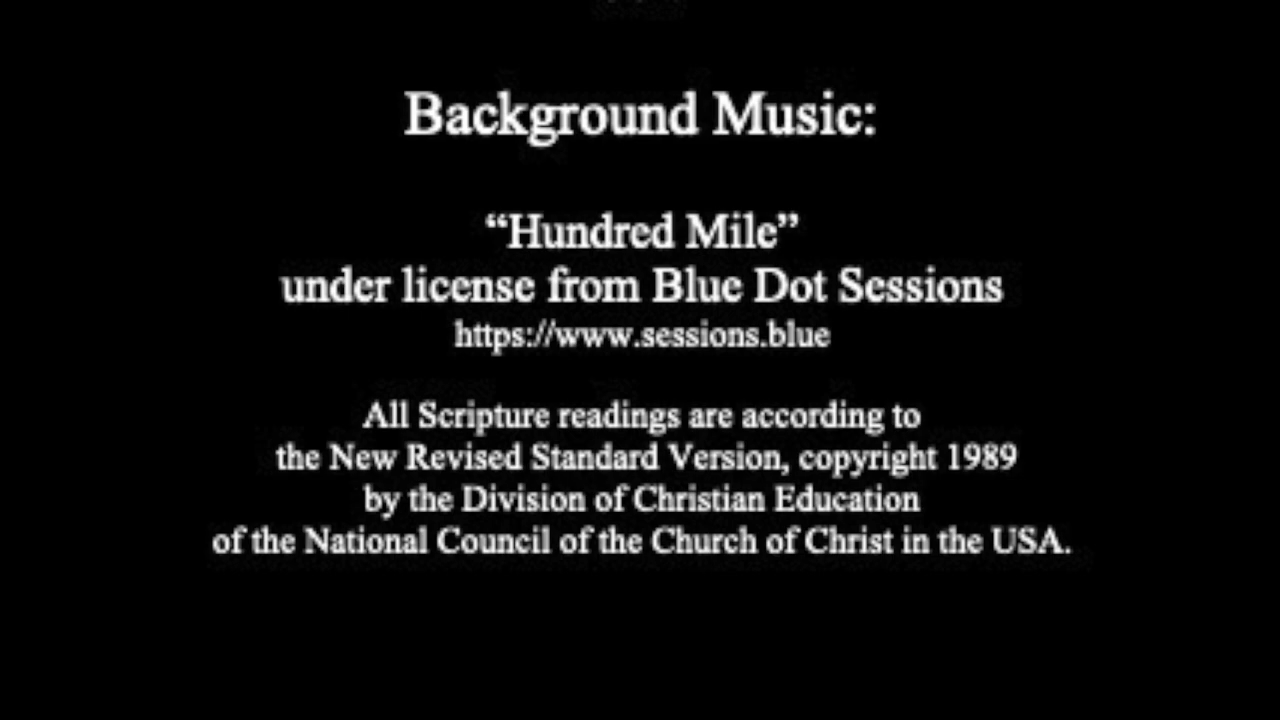 Background Music:
“Hundred Mile”
under license from Blue Dot Sessions
https://www.sessions.blue
All Scripture readings are according to
the New Revised Standard Version, copyright 1989
by the Division of Christian Education
of the National Council of the Church of Christ in the USA.